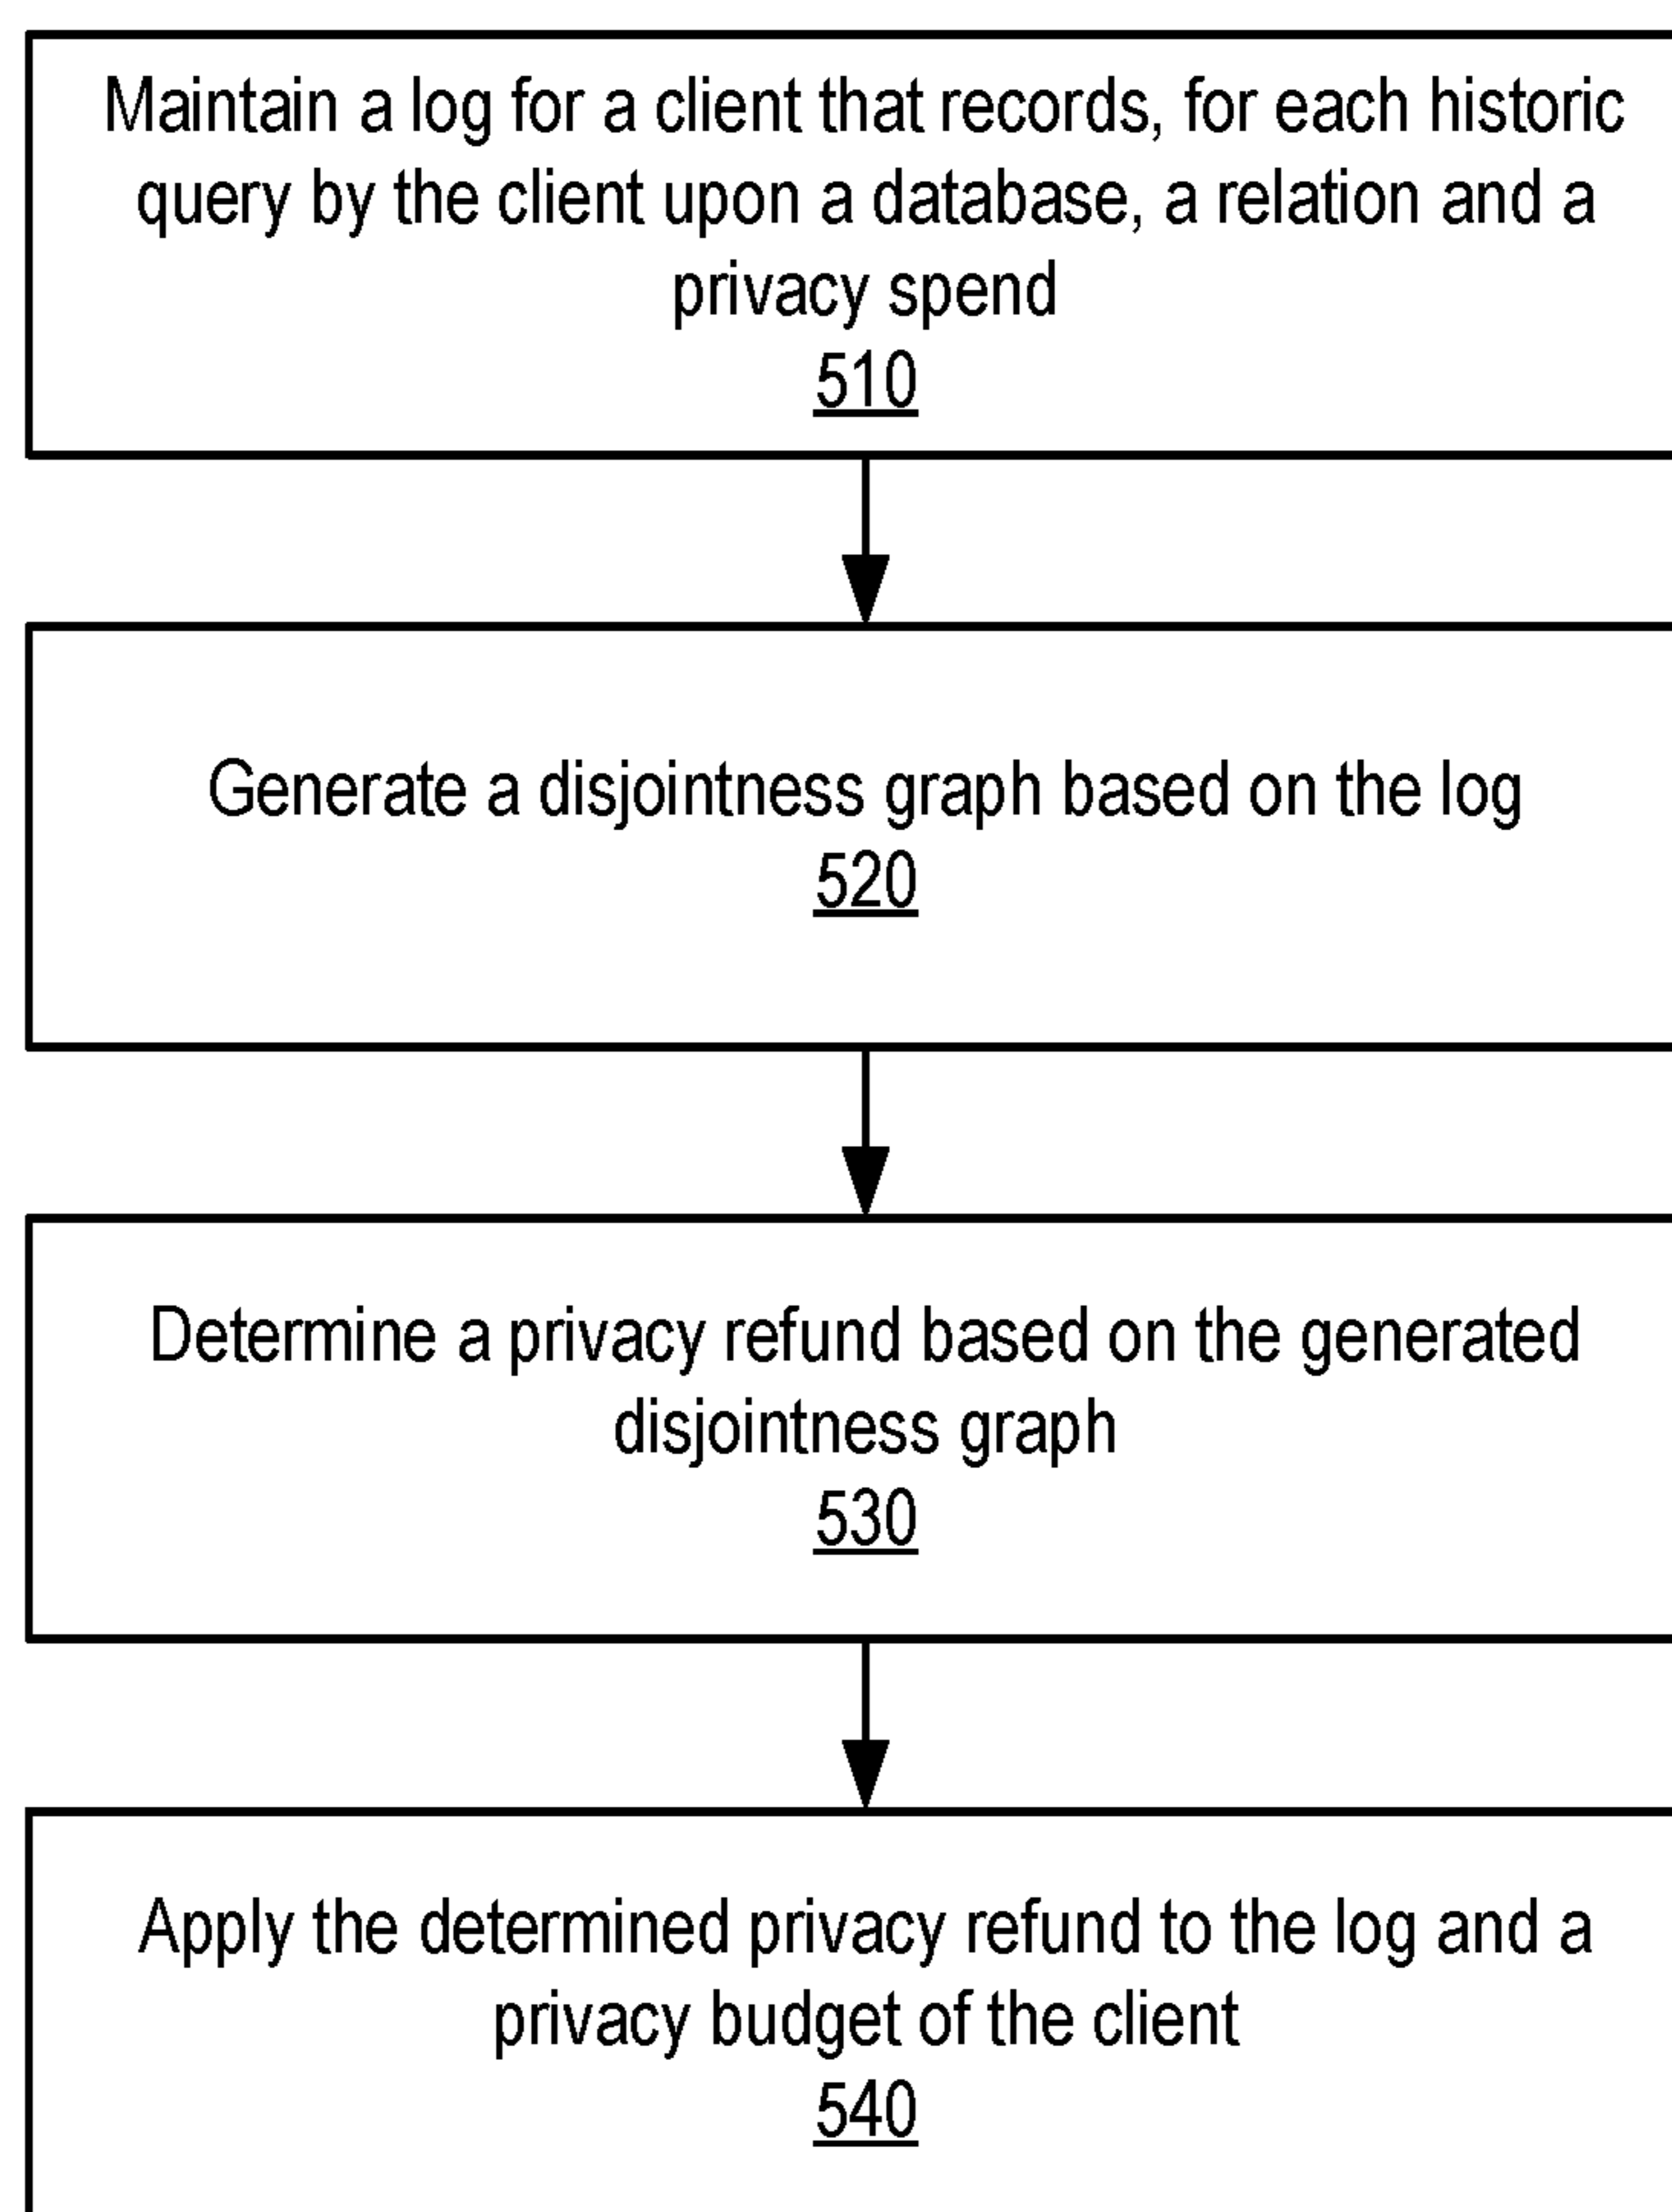 Maintain a log for a client that records, for each historic
query by the client upon a database, a relation and a
privacy spend
510
Generate a disjointness graph based on the log
520
Determine a privacy refund based on the generated
disjointness graph
530
Apply the determined privacy refund to the log and a
privacy budget of the client
540